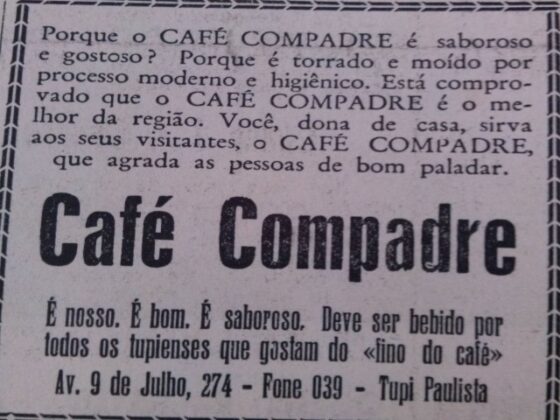 Porque o CAFÉ COMPADRE é saboroso
e gostoso? Porque é torrado e moído por
processo moderno e higiênico. Está compro-
vado que o CAFÉ COMPADRE é o me-
lhor da região. Você, dona de casa, sirva
aos seus visitantes, o CAFÉ COMPADRE,
que agrada as pessoas de bom paladar.
Café Compadre
É nosso. É bom. É saboroso. Deve ser bebido por
todos os tupienses que gostam do «fino do café»
Av. 9 de Julho, 274 - Fone 039 - Tupi Paulista